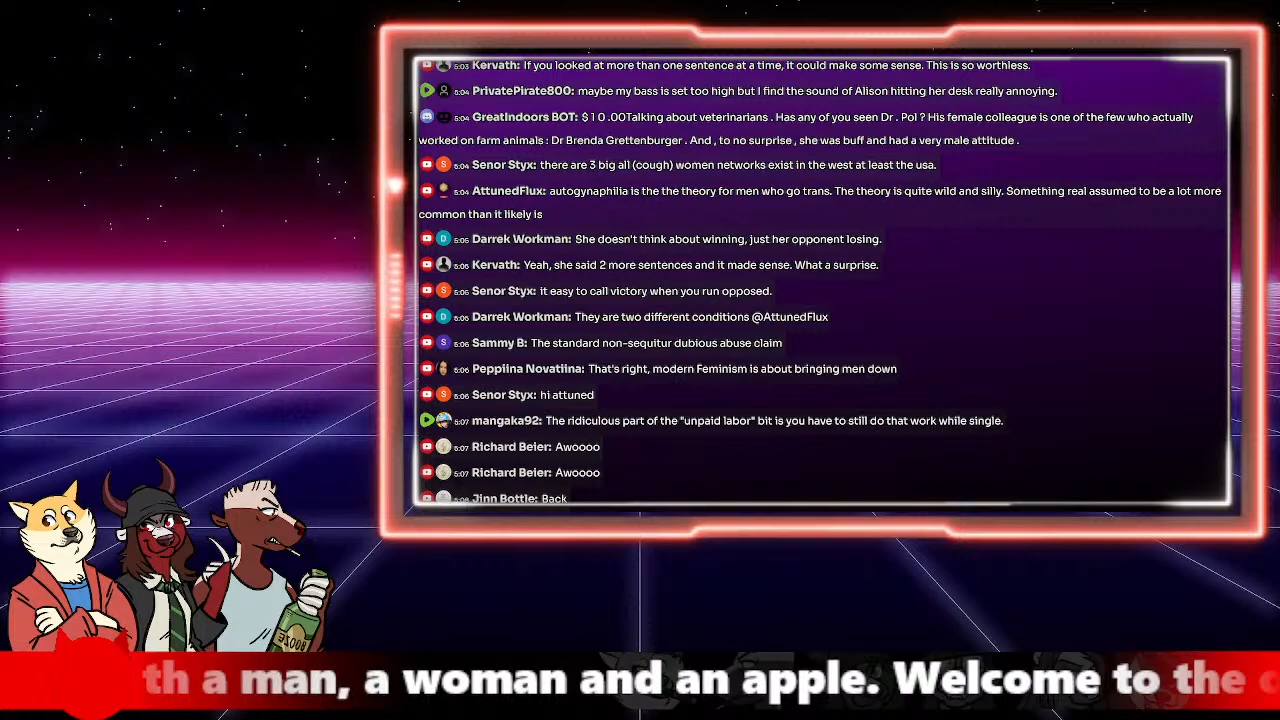 5:03 Kervath: If you looked at more than one sentence at a time, it could make some sense. This is so worthless.
5:04 PrivatePirate800: maybe my bass is set too high but I find the sound of Alison hitting her desk really annoying.
5:04 GreatIndoors BOT: $ 1 0 .00Talking about veterinarians . Has any of you seen Dr . Pol ? His female colleague is one of the few who actually
worked on farm animals : Dr Brenda Grettenburger . And , to no surprise , she was buff and had a very male attitude .
S 5:04 Senor Styx: there are 3 big all (cough) women networks exist in the west at least the usa.
5:04 AttunedFlux: autogynaphilia is the the theory for men who go trans. The theory is quite wild and silly. Something real assumed to be a lot more
common than it likely is
D 5:05 Darrek Workman: She doesn't think about winning, just her opponent losing.
5:05 Kervath: Yeah, she said 2 more sentences and it made sense. What a surprise.
S 5:05 Senor Styx: it easy to call victory when you run opposed.
D 5:06 Darrek Workman: They are two different conditions @AttunedFlux
S 5:06 Sammy B: The standard non-sequitur dubious abuse claim
5:06 Peppiina Novatiina: That's right, modern Feminism is about bringing men down
S 5:06 Senor Styx: hi attuned
5:07 mangaka92: The ridiculous part of the "unpaid labor" bit is you have to still do that work while single.
5:07 Richard Beier: Awoooo
5:07 Richard Beier: Awoooo
Jinn Bottle: Back
BOOZE
th a man, a woman and an apple. Welcome to the